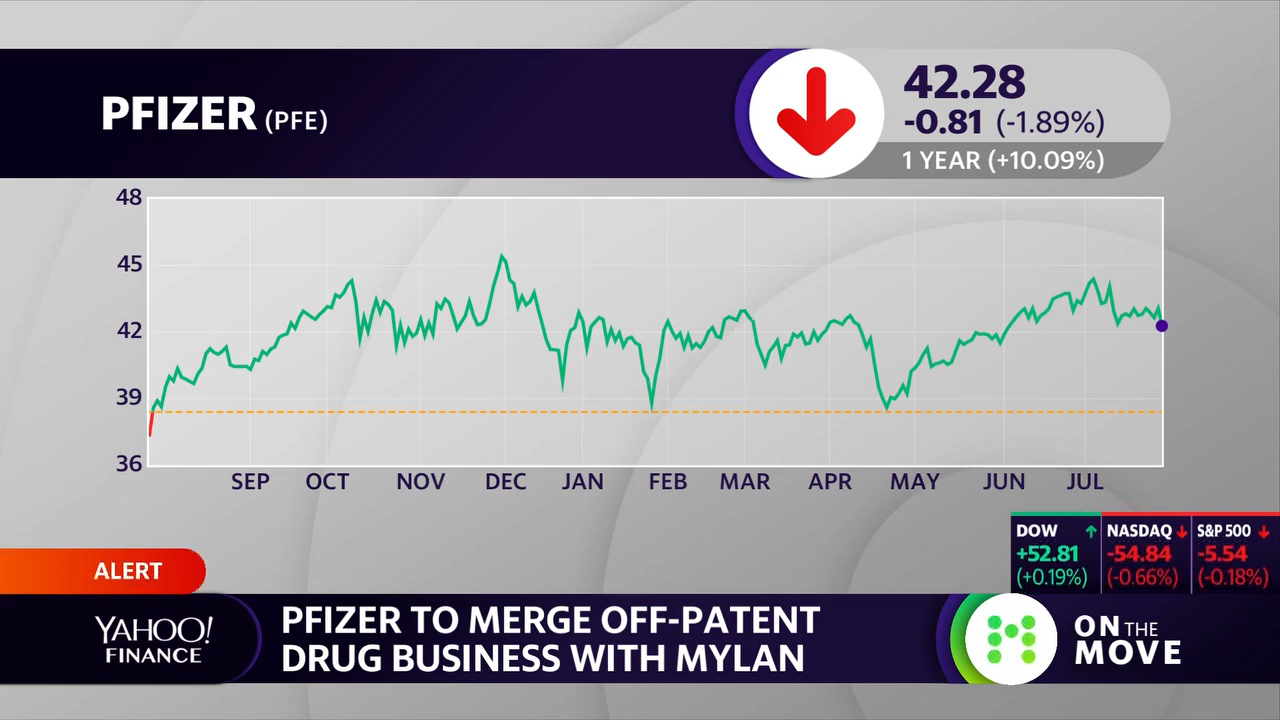 PFIZER (PFE)
42.28
-0.81 (-1.89%)
1 YEAR (+10.09%)
48
45
42
39
36
SEP OCT NOV DEC JAN FEB MAR APR MAY JUN JUL
DOW NASDAQ S&P 500
+52.81 -54.84 -5.54
(+0.19%) (-0.66%) (-0.18%)
ALERT
YAHOO!
FINANCE
PFIZER TO MERGE OFF-PATENT
DRUG BUSINESS WITH MYLAN
ON THE
MOVE